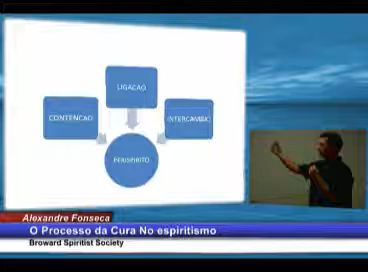 LIGACAO
CONTENCAO
INTERCAMBIO
PERISPIRITO
Alexandre Fonseca
O Processo da Cura No espiritismo
Broward Spiritist Society